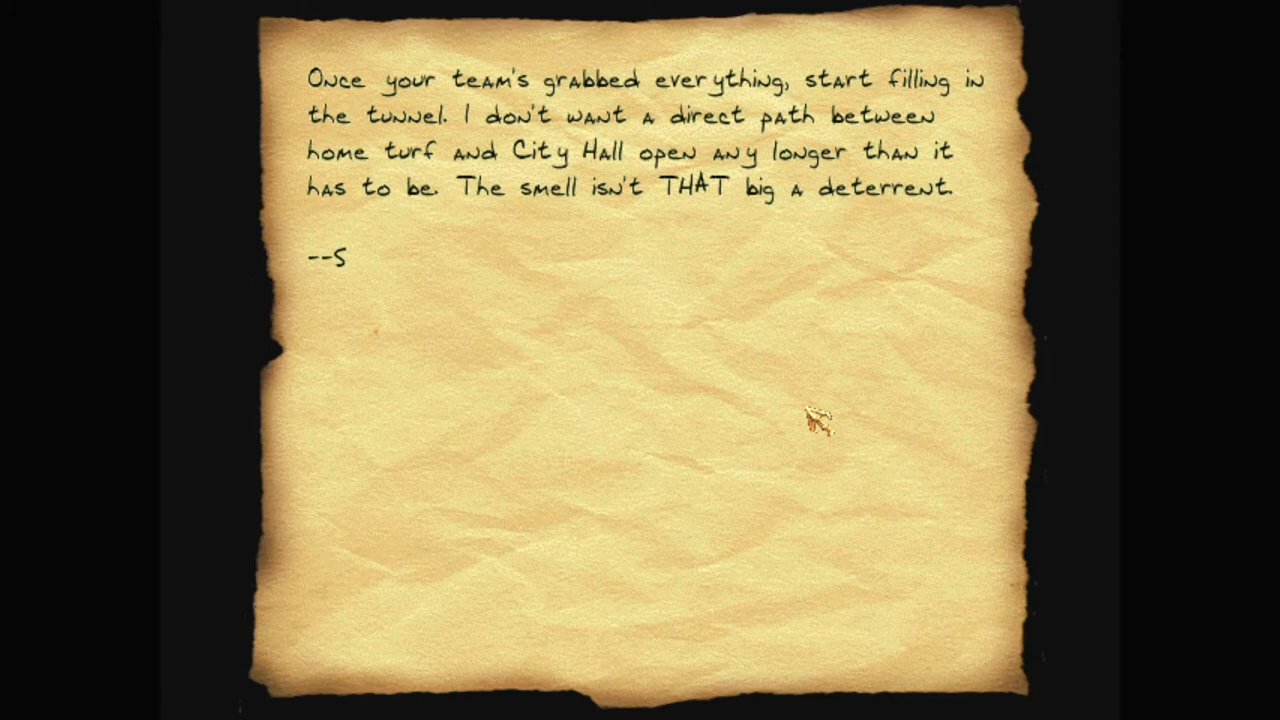 Once your team's grabbed everything, start filling in
the tunnel. I don't want a direct path between
home turf and City Hall open any longer than it
has to be. The smell isn't THAT big a deterrent.
--S